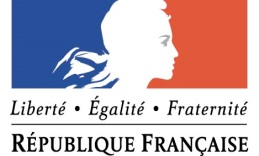 Liberté • Égalité • Fraternité
RÉPUBLIQUE FRANÇAISE